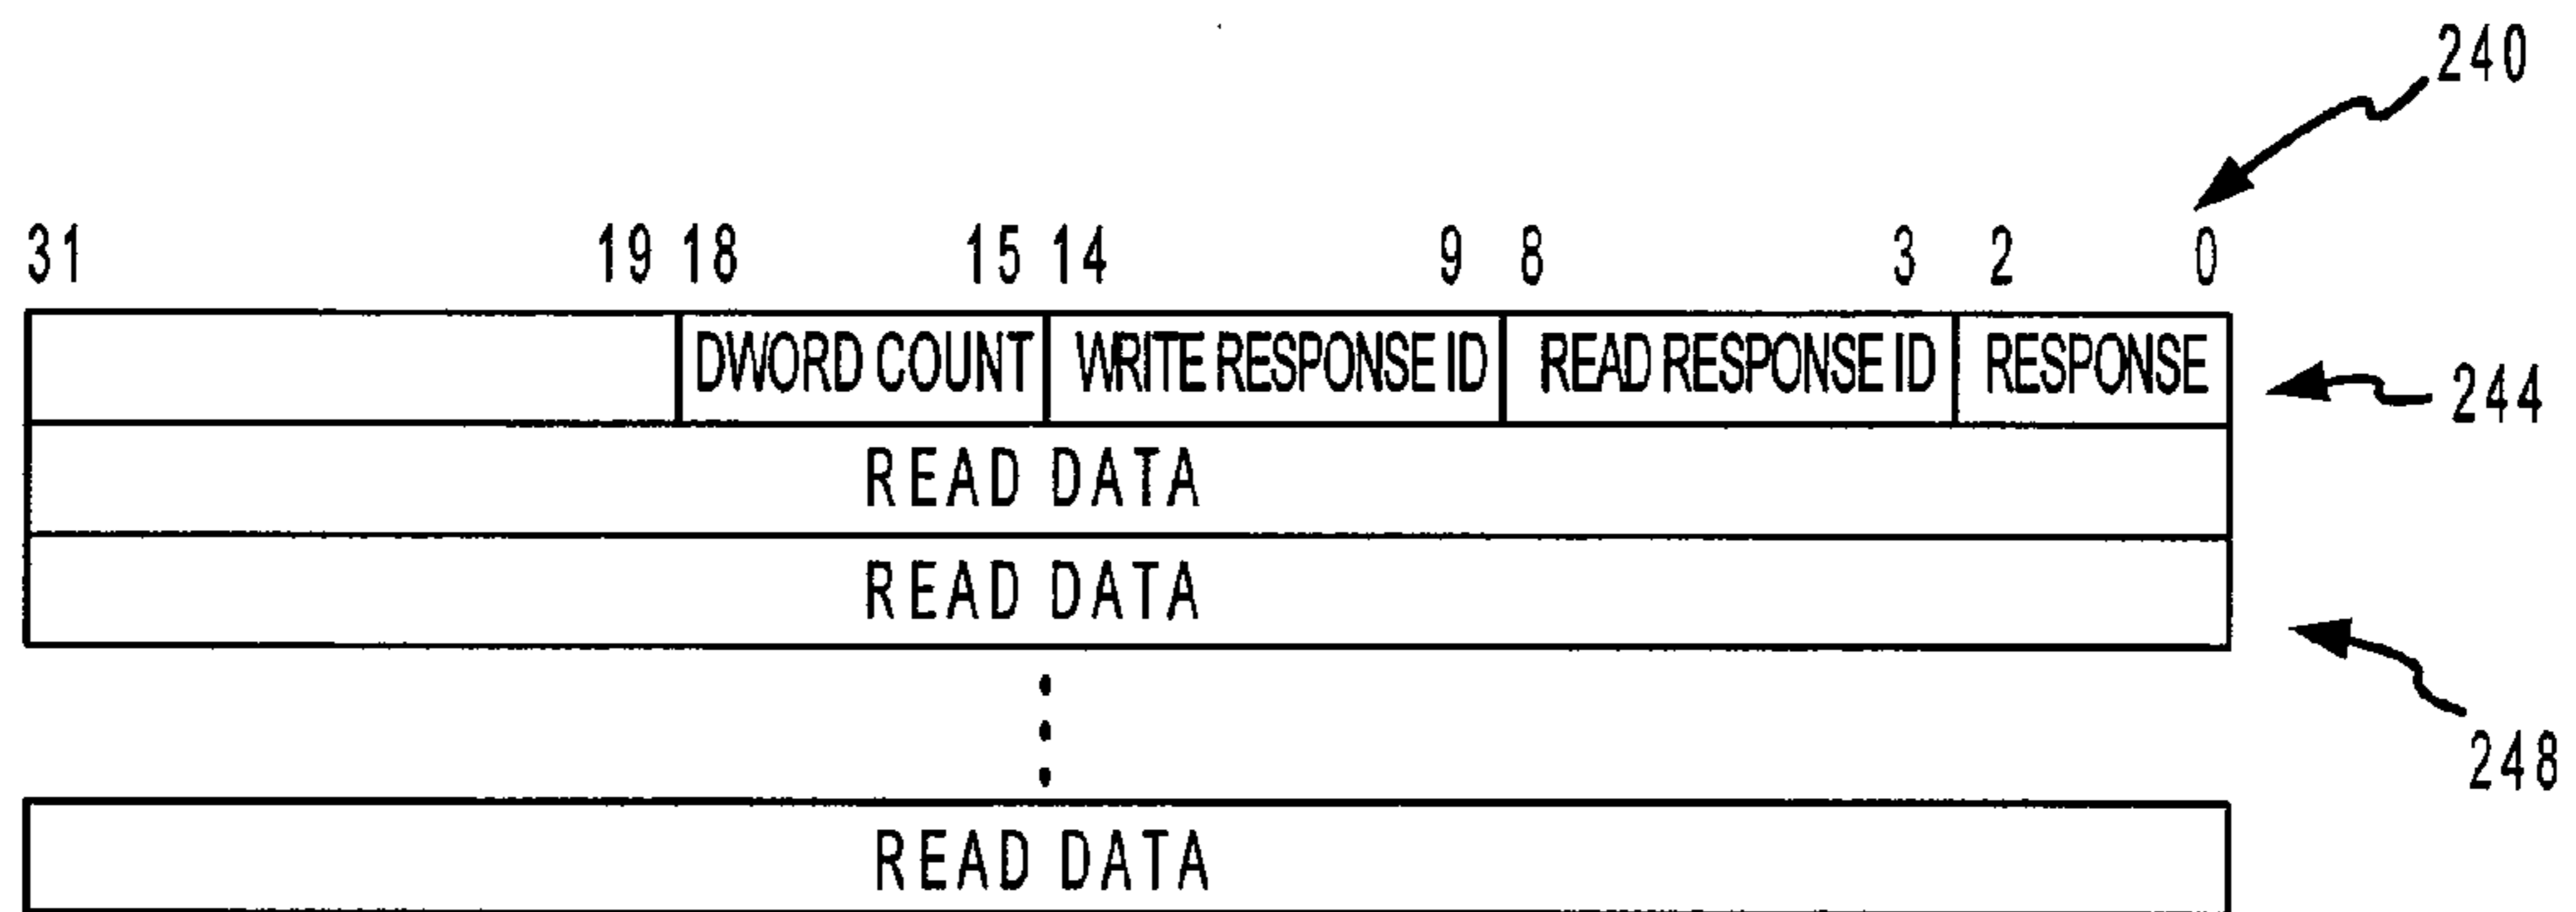 240
31 19 18 15 14 9 8 3 2 0
DWORD COUNT WRITE RESPONSE ID READ RESPONSE ID RESPONSE
244
READ DATA
READ DATA
248
READ DATA